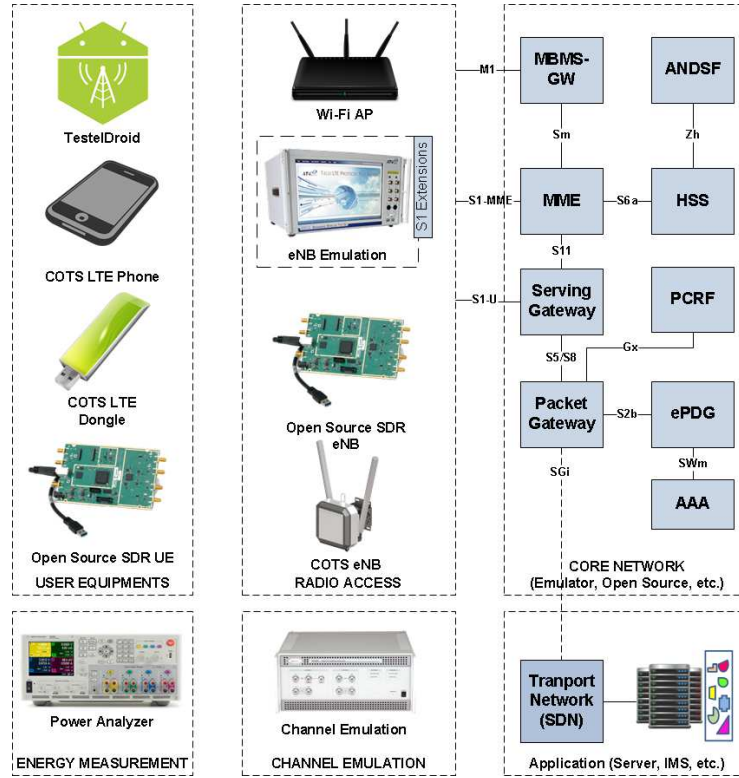 TestelDroid
COTS LTE Phone
COTS LTE
Dongle
Open Source SDR UE
USER EQUIPMENTS
Wi-Fi AP
S1 Extensions
eNB Emulation
Open Source SDR
eNB
COTS eNB
RADIO ACCESS
M1
S1-MME
S1-U
MBMS-
GW
ANDSF
Sm
Zh
MME
S6a
HSS
S11
Serving
Gateway
PCRF
S5/S8
Gx
Packet
Gateway
S2b
ePDG
SGi
SWm
AAA
CORE NETWORK
(Emulator, Open Source, etc.)
Power Analyzer
ENERGY MEASUREMENT
Channel Emulation
CHANNEL EMULATION
Tranport
Network
(SDN)
Application (Server, IMS, etc.)